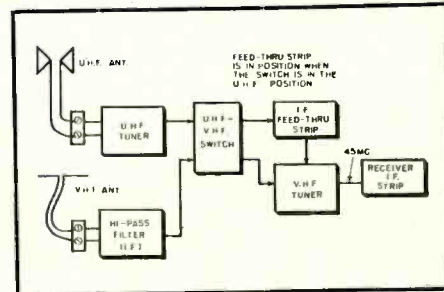 U.H.F. ANT.
FEED-THRU STRIP
IS IN POSITION WHEN
THE SWITCH IS IN THE
U H F POSITION
U H F
TUNER
U.H.F.-
V.H.F.
SWITCH
I.F.
FEED-THRU
STRIP
V.H.F. ANT
HI-PASS
FILTER
(I.F.)
V.H.F
TUNER
45MC
RECEIVER
I.F.
STRIP